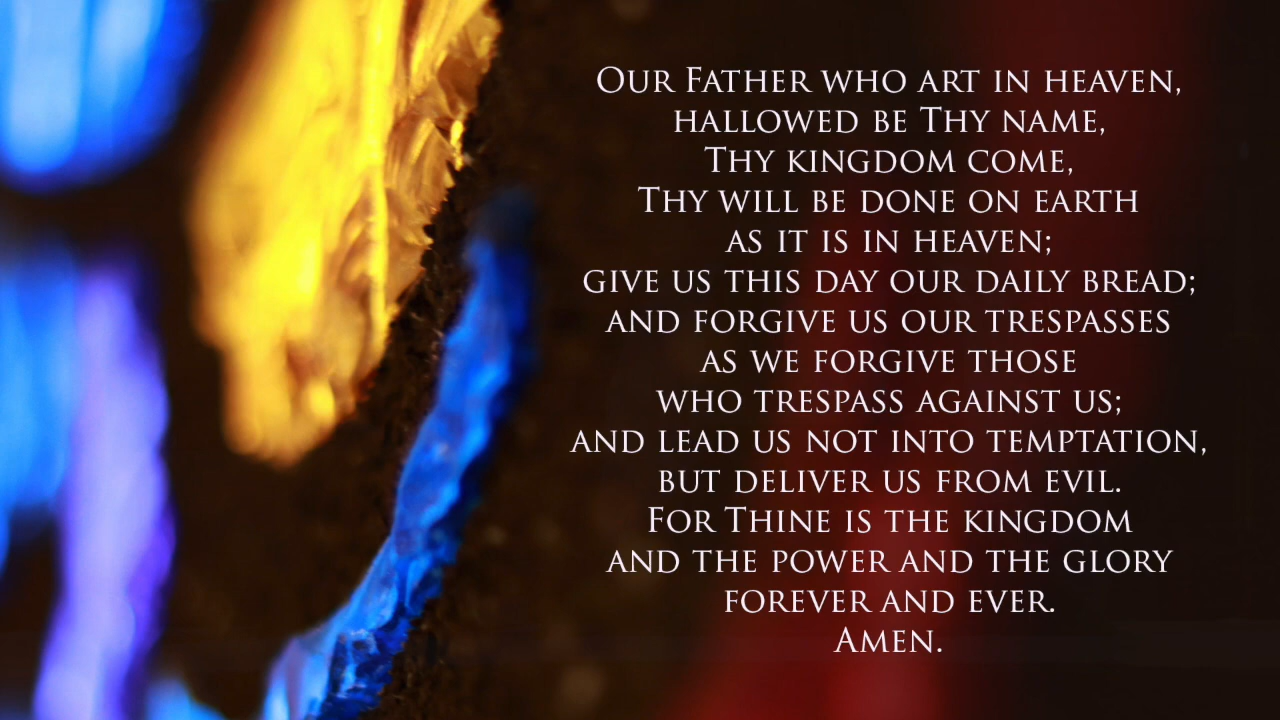 Our Father who art in heaven,
hallowed be Thy name,
Thy kingdom come,
Thy will be done on earth
as it is in heaven;
give us this day our daily bread;
and forgive us our trespasses
as we forgive those
who trespass against us;
and lead us not into temptation,
but deliver us from evil.
For Thine is the kingdom
and the power and the glory
forever and ever.
Amen.